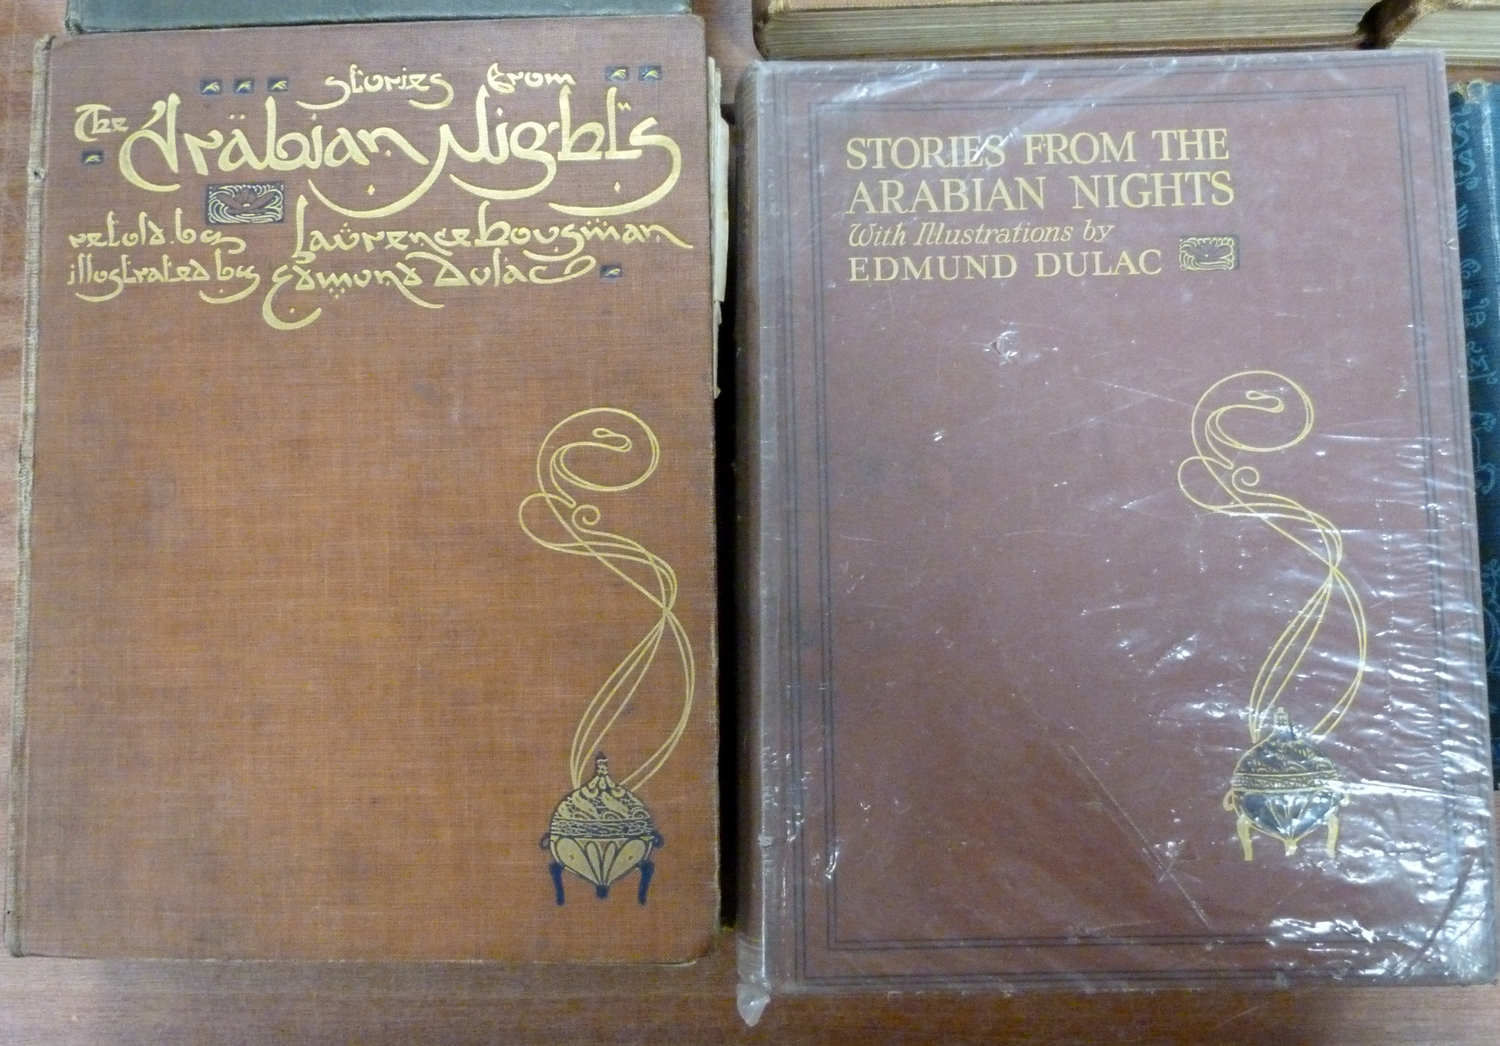 Stories from
The Arabian Nights
retold by Laurence Housman
illustrated by Edmund Dulac
STORIES FROM THE
ARABIAN NIGHTS
With Illustrations by
EDMUND DULAC